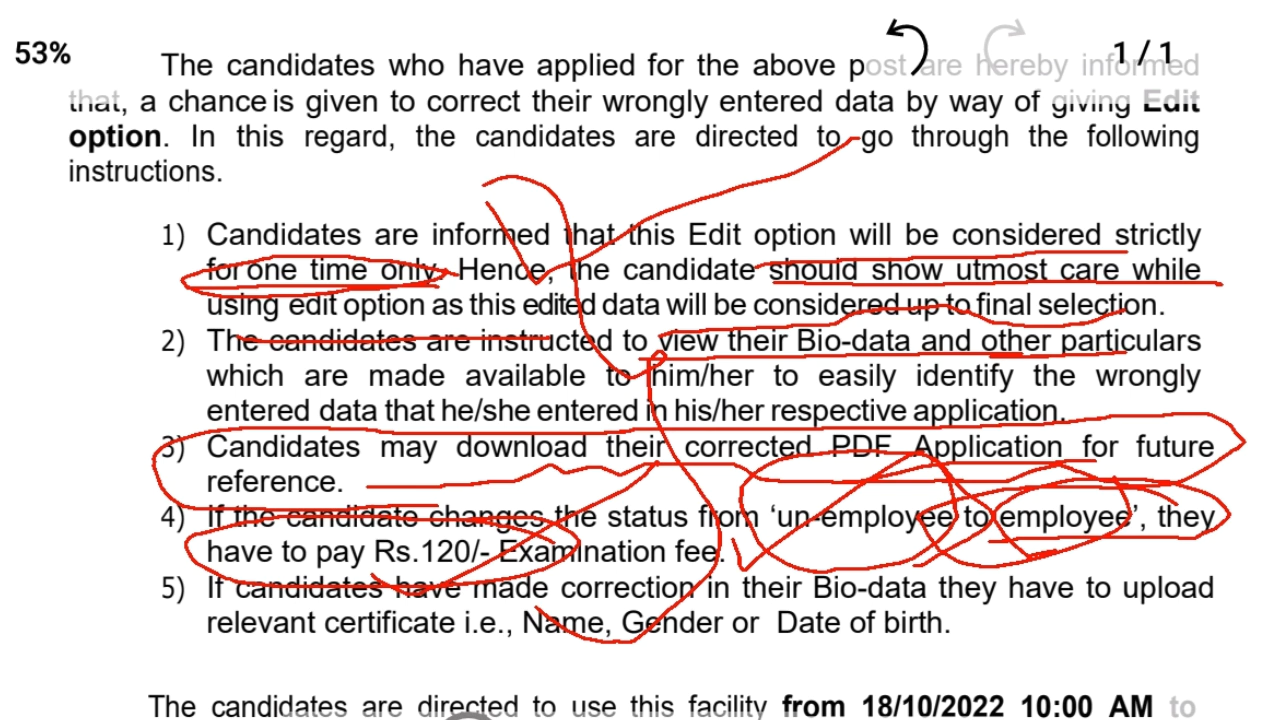 53%
1 / 1
The candidates who have applied for the above post are hereby informed
that, a chance is given to correct their wrongly entered data by way of giving Edit
option. In this regard, the candidates are directed to go through the following
instructions.
1) Candidates are informed that this Edit option will be considered strictly
for one time only. Hence, the candidate should show utmost care while
using edit option as this edited data will be considered up to final selection.
2) The candidates are instructed to view their Bio-data and other particulars
which are made available to him/her to easily identify the wrongly
entered data that he/she entered in his/her respective application.
3) Candidates may download their corrected PDF Application for future
reference.
4) If the candidate changes the status from ‘un-employee to employee’, they
have to pay Rs.120/- Examination fee.
5) If candidates have made correction in their Bio-data they have to upload
relevant certificate i.e., Name, Gender or Date of birth.
The candidates are directed to use this facility from 18/10/2022 10:00 AM to